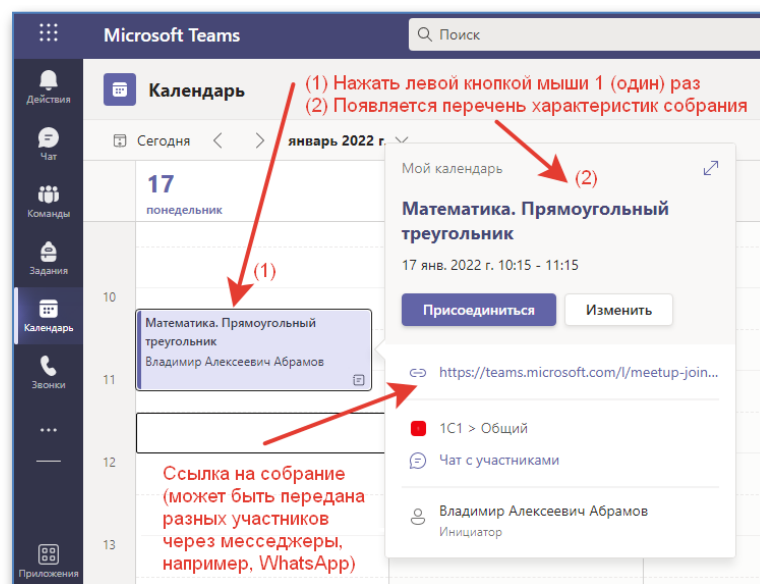 Microsoft Teams
Поиск
Действия
Чат
Команды
Задания
Календарь
Звонки
...
Приложения
Календарь
(1) Нажать левой кнопкой мыши 1 (один) раз
(2) Появляется перечень характеристик собрания
Сегодня
январь 2022 г.
17
понедельник
(1)
10
Математика. Прямоугольный
треугольник
Владимир Алексеевич Абрамов
11
12
13
Ссылка на собрание
(может быть передана
разных участников
через месседжеры,
например, WhatsApp)
Мой календарь
(2)
Математика. Прямоугольный
треугольник
17 янв. 2022 г. 10:15 - 11:15
Присоединиться
Изменить
https://teams.microsoft.com/l/meetup-join...
1С1 > Общий
Чат с участниками
Владимир Алексеевич Абрамов
Инициатор